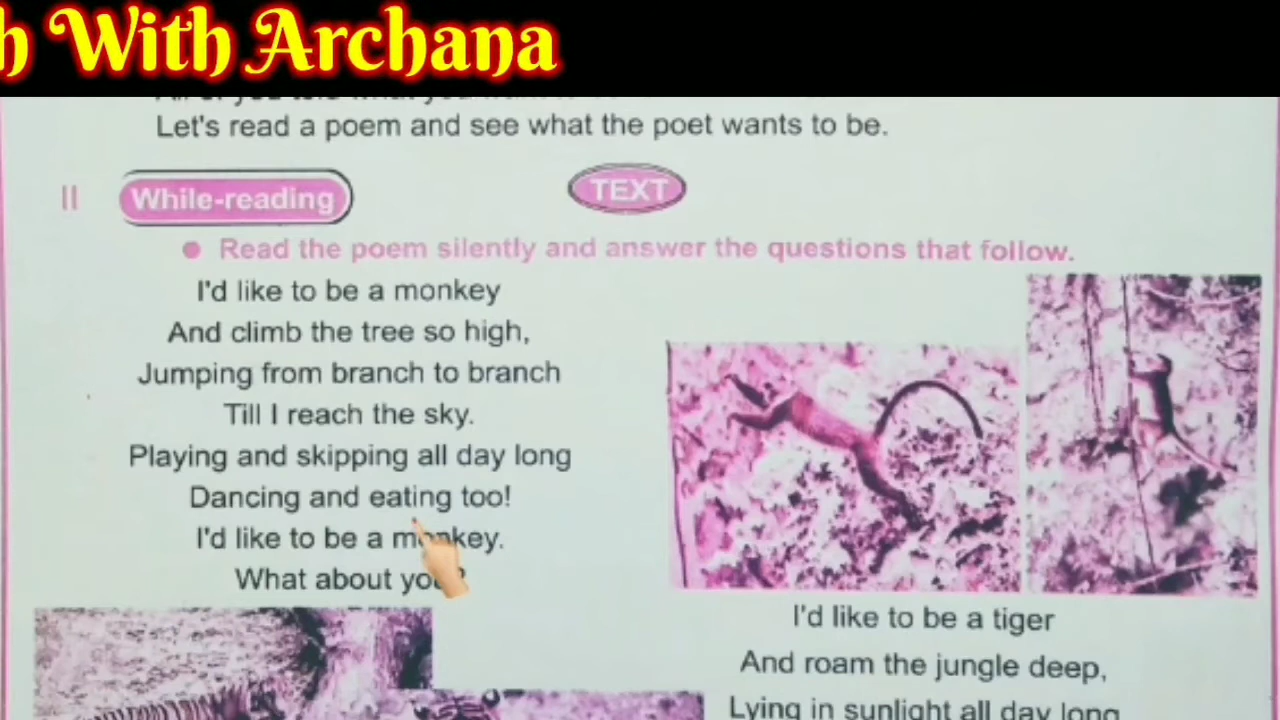 h With Archana
Let's read a poem and see what the poet wants to be.
II While-reading TEXT
● Read the poem silently and answer the questions that follow.
I'd like to be a monkey
And climb the tree so high,
Jumping from branch to branch
Till I reach the sky.
Playing and skipping all day long
Dancing and eating too!
I'd like to be a monkey.
What about you?
I'd like to be a tiger
And roam the jungle deep,
Lying in sunlight all day long